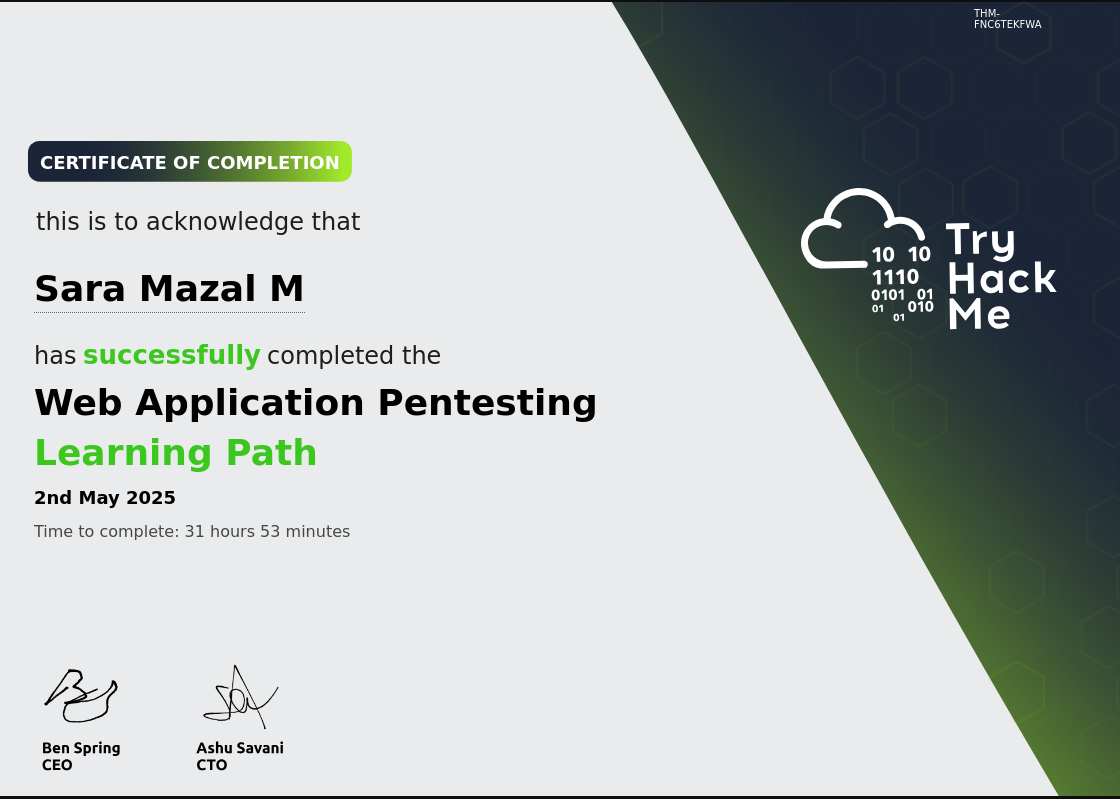 THM-
FNC6TEKFWA
CERTIFICATE OF COMPLETION
this is to acknowledge that
Sara Mazal M
has successfully completed the
Web Application Pentesting
Learning Path
2nd May 2025
Time to complete: 31 hours 53 minutes
10 10
1110
0101 01
01 010
01
Try
Hack
Me
Ben Spring
CEO
Ashu Savani
CTO